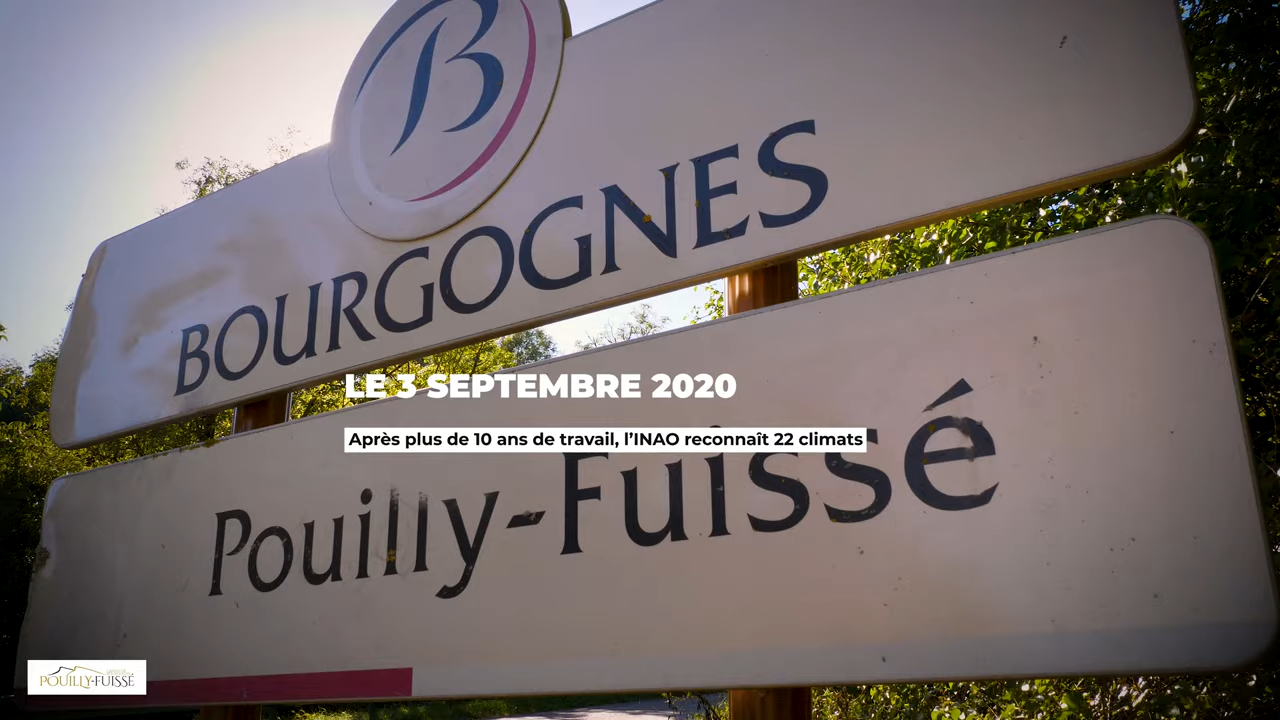 B
BOURGOGNES
LE 3 SEPTEMBRE 2020
Après plus de 10 ans de travail, l'INAO reconnaît 22 climats
Pouilly-Fuissé
POUILLY-FUISSÉ